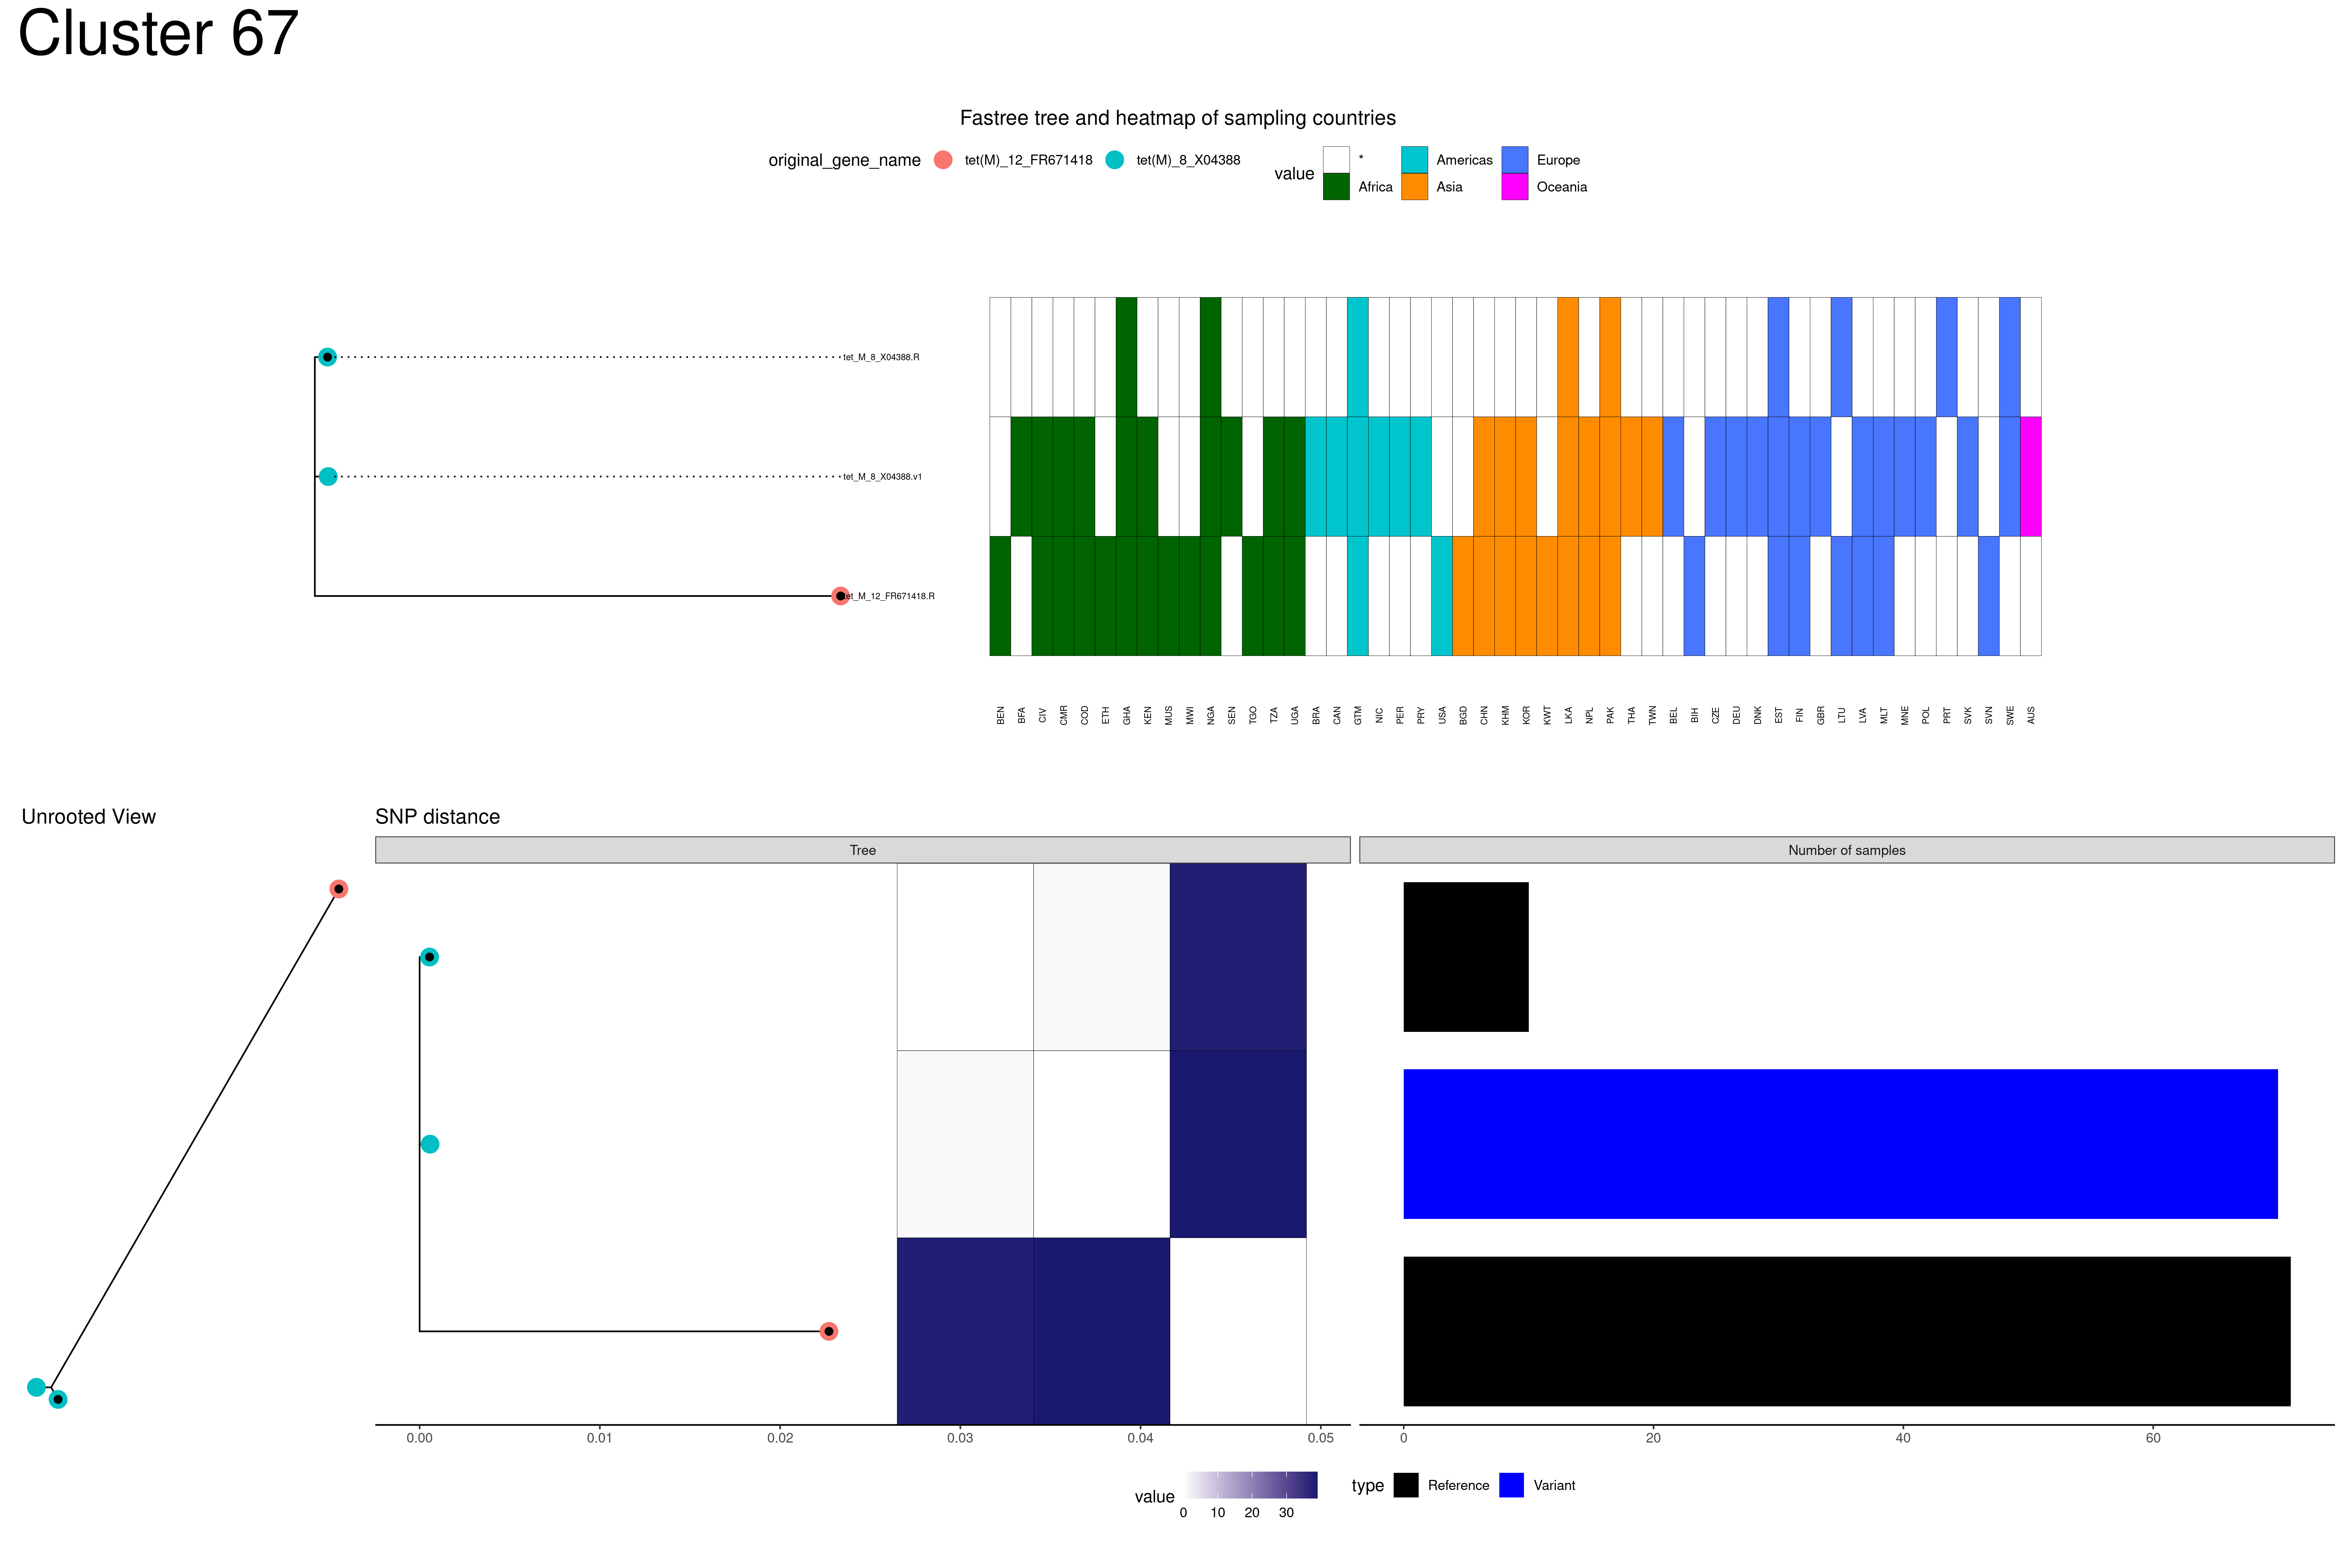 Cluster 67
Fastree tree and heatmap of sampling countries
original_gene_name tet(M)_12_FR671418 tet(M)_8_X04388
value * Americas Europe
Africa Asia Oceania
tet_M_8_X04388.R
tet_M_8_X04388.v1
tet_M_12_FR671418.R
BEN BFA CIV CMR COD ETH GHA KEN MUS MWI NGA SEN TGO TZA UGA BRA CAN GTM NIC PER PRY USA BGD CHN KHM KOR KWT LKA NPL PAK THA TWN BEL BIH CZE DEU DNK EST FIN GBR LTU LVA MLT MNE POL PRT SVK SVN SWE AUS
Unrooted View
SNP distance
Tree
Number of samples
0.00 0.01 0.02 0.03 0.04 0.05
0 20 40 60
value
0 10 20 30
type Reference Variant